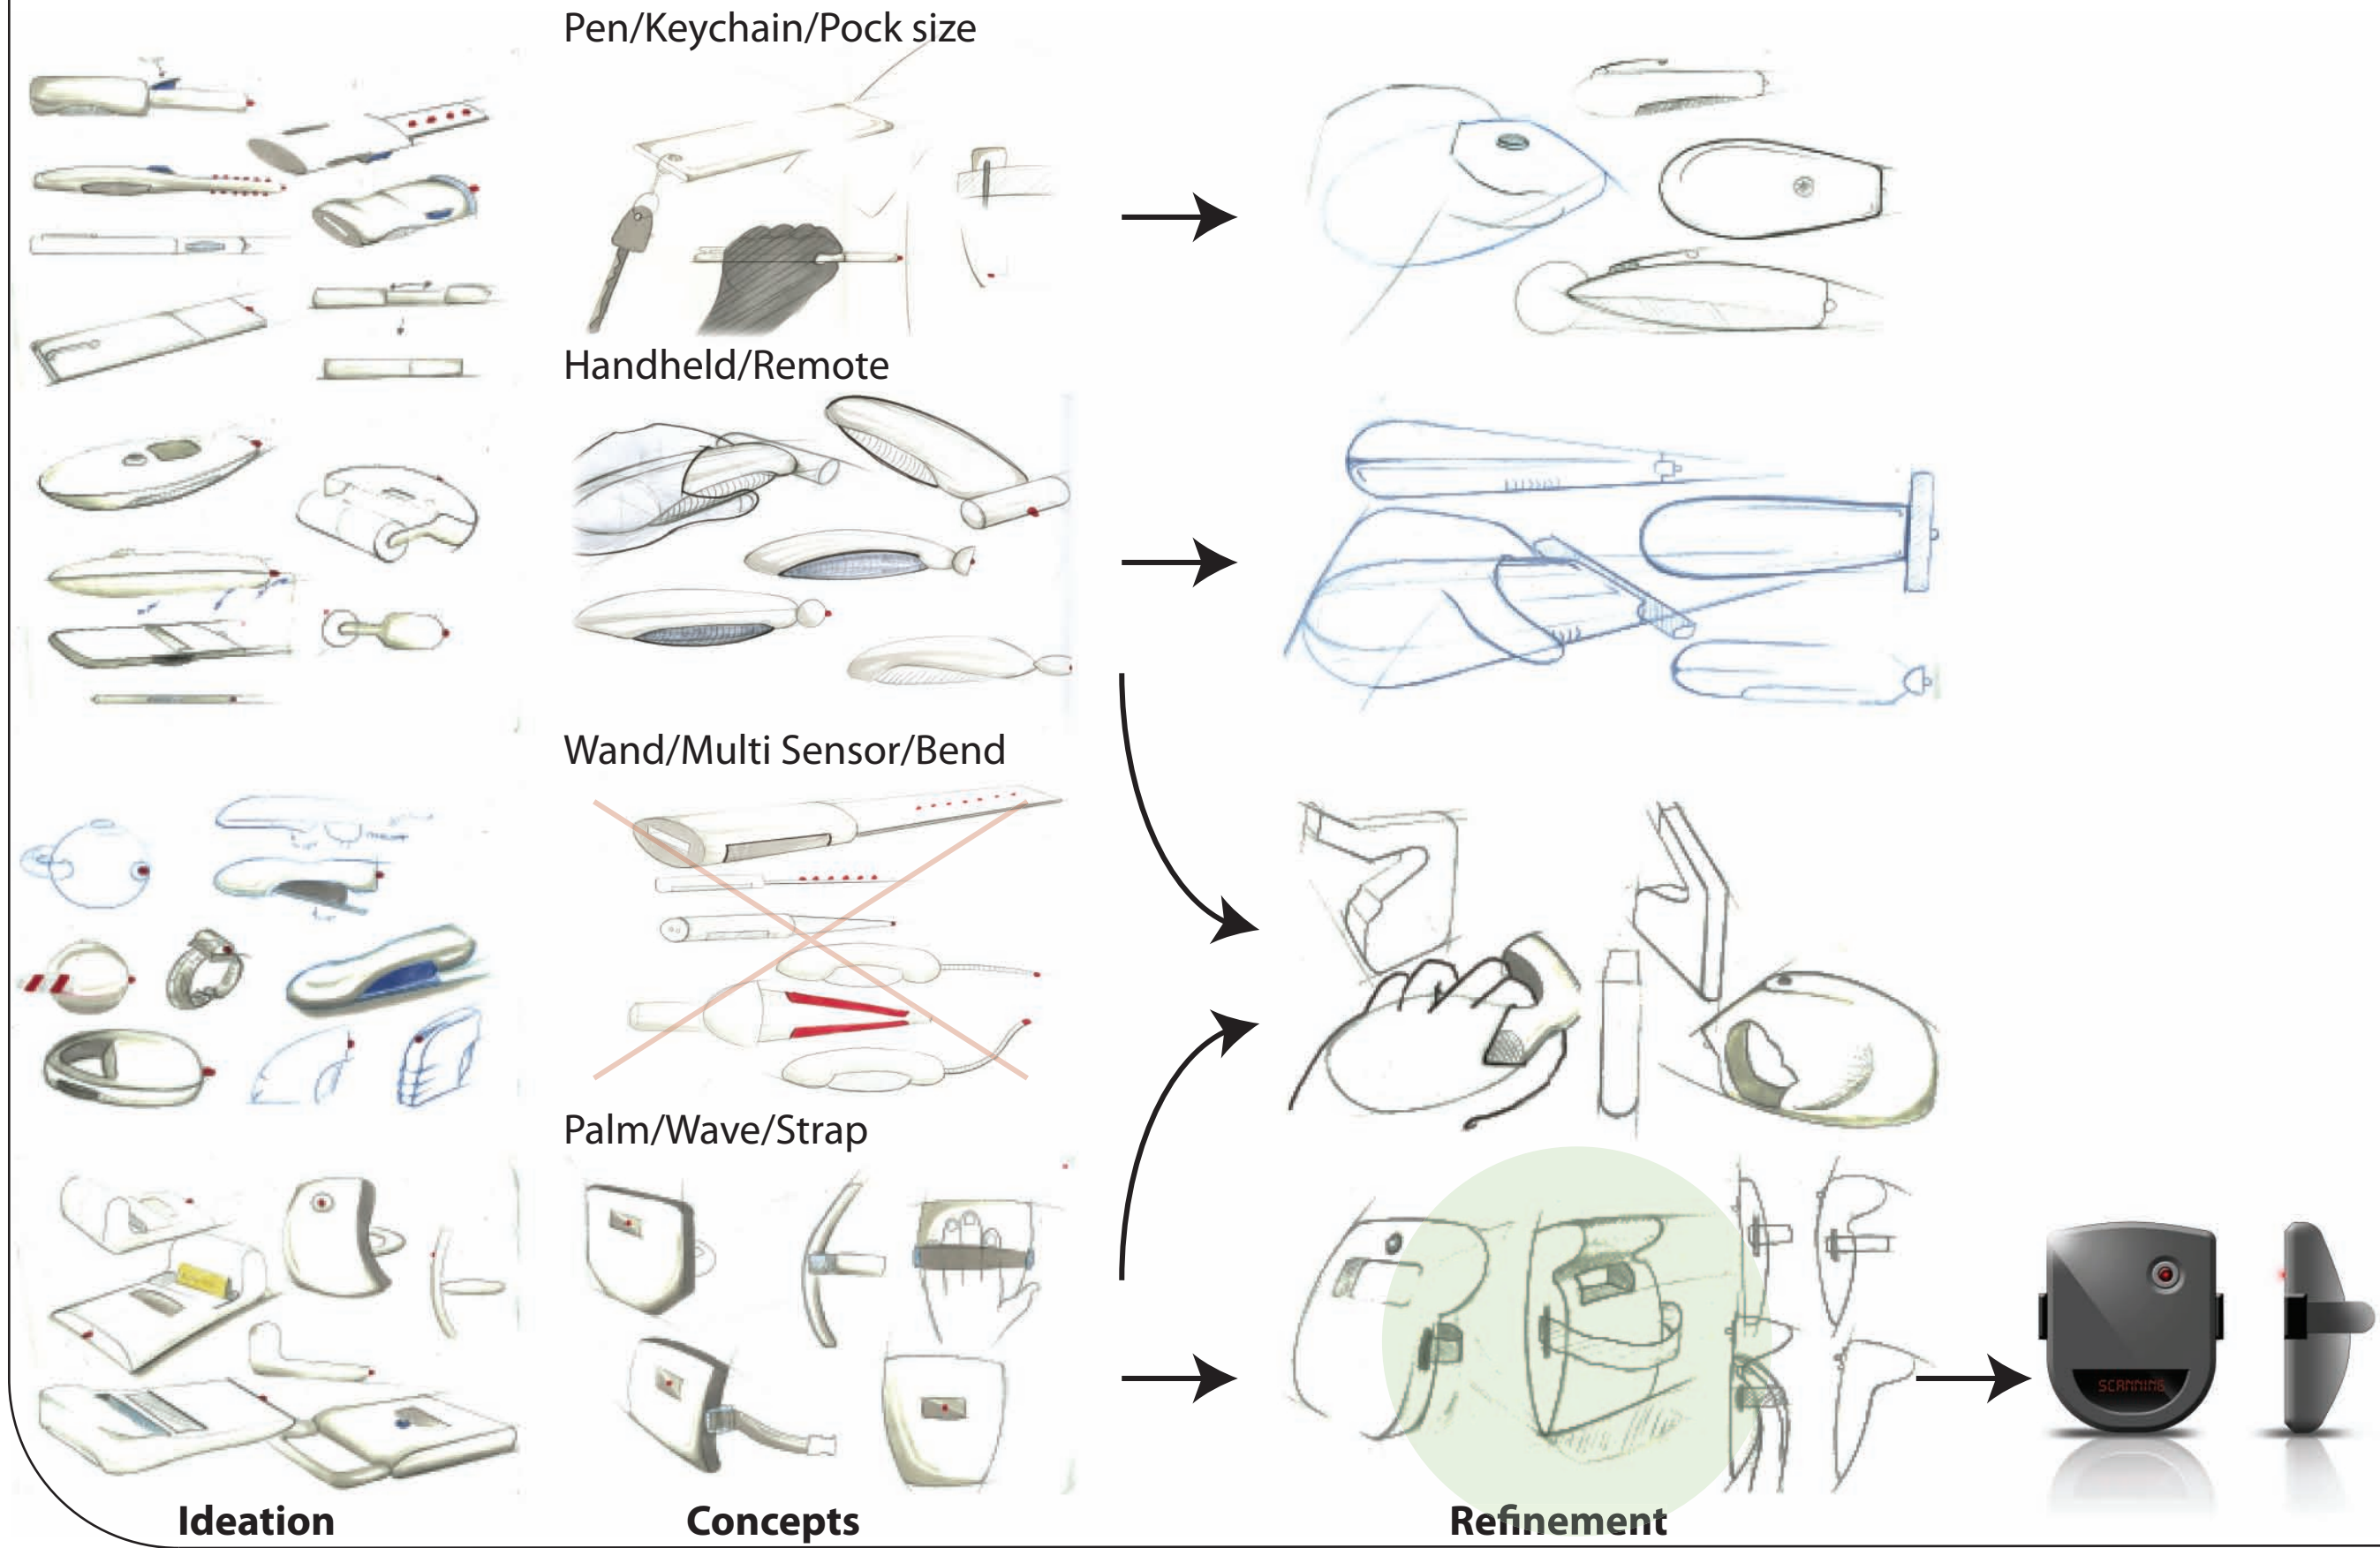 Pen/Keychain/Pock size
Handheld/Remote
Wand/Multi Sensor/Bend
Palm/Wave/Strap
SCANNING
Ideation
Concepts
Refinement